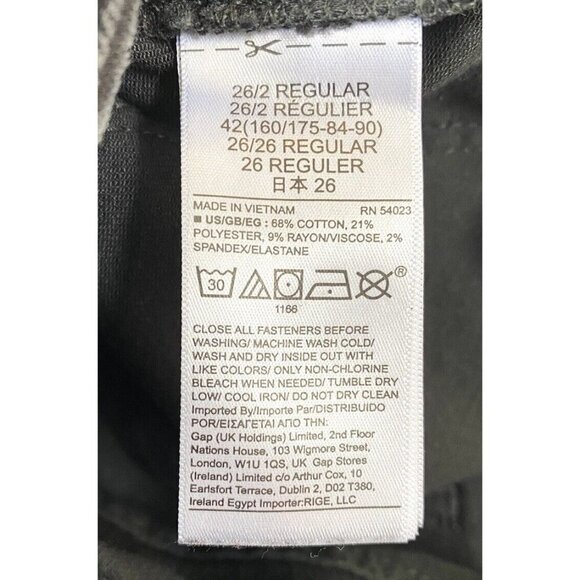 26/2 REGULAR
26/2 RÉGULIER
42(160/175-84-90)
26/26 REGULAR
26 REGULER
日本 26
MADE IN VIETNAM RN 54023
■ US/GB/EG : 68% COTTON, 21%
POLYESTER, 9% RAYON/VISCOSE, 2%
SPANDEX/ELASTANE
30 ®
1166
CLOSE ALL FASTENERS BEFORE
WASHING/ MACHINE WASH COLD/
WASH AND DRY INSIDE OUT WITH
LIKE COLORS/ ONLY NON-CHLORINE
BLEACH WHEN NEEDED/ TUMBLE DRY
LOW/ COOL IRON/ DO NOT DRY CLEAN
Imported By/Importe Par/DISTRIBUIDO
POR/ΕΙΣΑΓΕΤΑΙ ΑΠΟ ΤΗΝ:
Gap (UK Holdings) Limited, 2nd Floor
Nations House, 103 Wigmore Street,
London, W1U 1QS, UK Gap Stores
(Ireland) Limited c/o Arthur Cox, 10
Earlsfort Terrace, Dublin 2, D02 T380,
Ireland Egypt Importer:RIGE, LLC